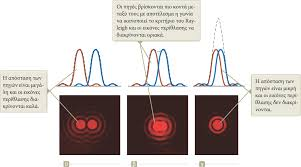 Οι πηγές βρίσκονται πιο κοντά με-
ταξύ τους με αποτέλεσμα η γωνία
να ικανοποιεί το κριτήριο του Ray-
leigh και οι εικόνες περίθλασης να
διακρίνονται οριακά.
Η απόσταση των
πηγών είναι μεγά-
λη και οι εικόνες
περίθλασης δια-
κρίνονται καλά.
Η απόσταση των
πηγών είναι μικρή
και οι εικόνες περί-
θλασης δεν διακρί-
νονται.